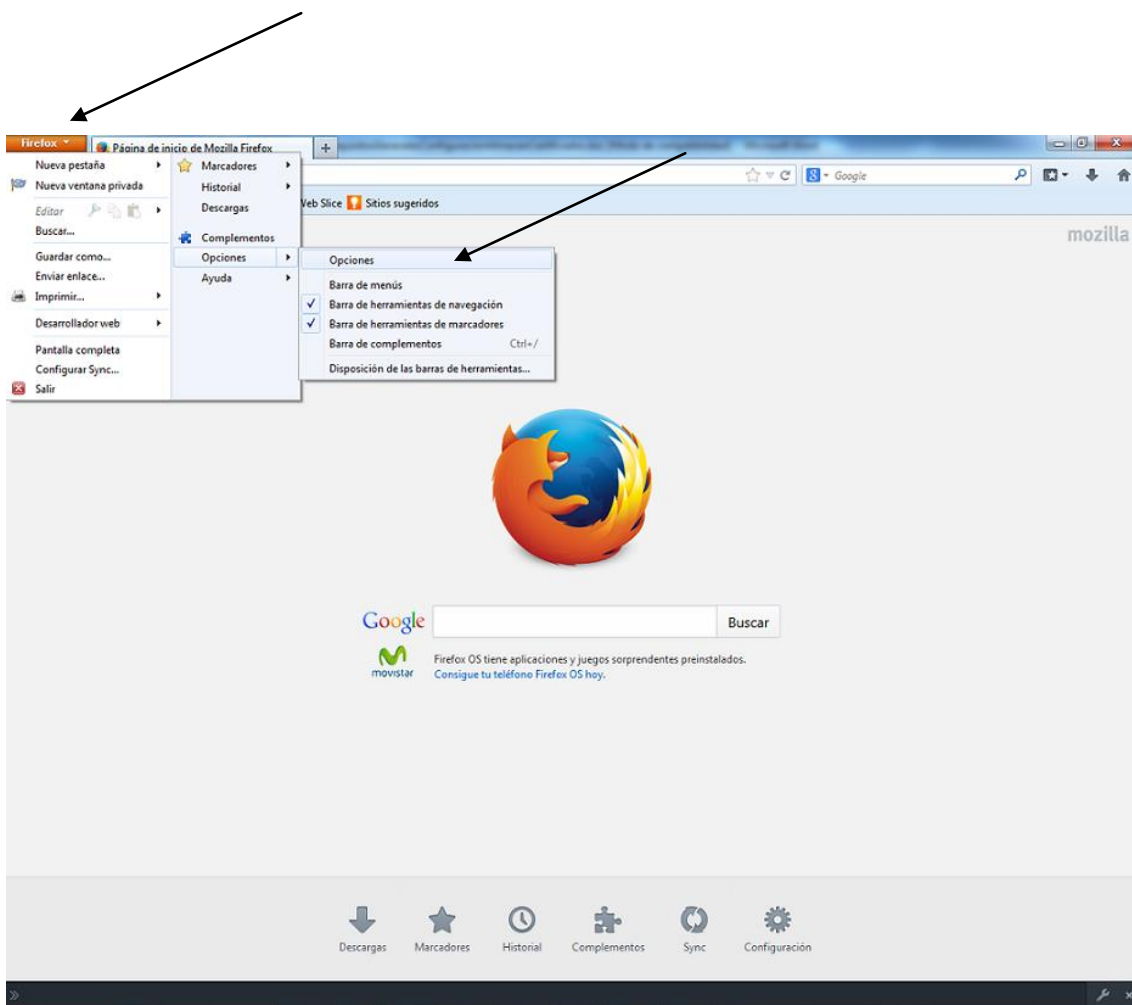 Firefox
Página de inicio de Mozilla Firefox
Google
Web Slice Sitios sugeridos
mozilla
Nueva pestaña
Nueva ventana privada
Editar
Buscar...
Guardar como...
Enviar enlace...
Imprimir...
Desarrollador web
Pantalla completa
Configurar Sync...
Salir
Marcadores
Historial
Descargas
Complementos
Opciones
Ayuda
Opciones
Barra de menús
Barra de herramientas de navegación
Barra de herramientas de marcadores
Barra de complementos Ctrl+/
Disposición de las barras de herramientas...
Google
Buscar
movistar
Firefox OS tiene aplicaciones y juegos sorprendentes preinstalados.
Consigue tu teléfono Firefox OS hoy.
Descargas Marcadores Historial Complementos Sync Configuración